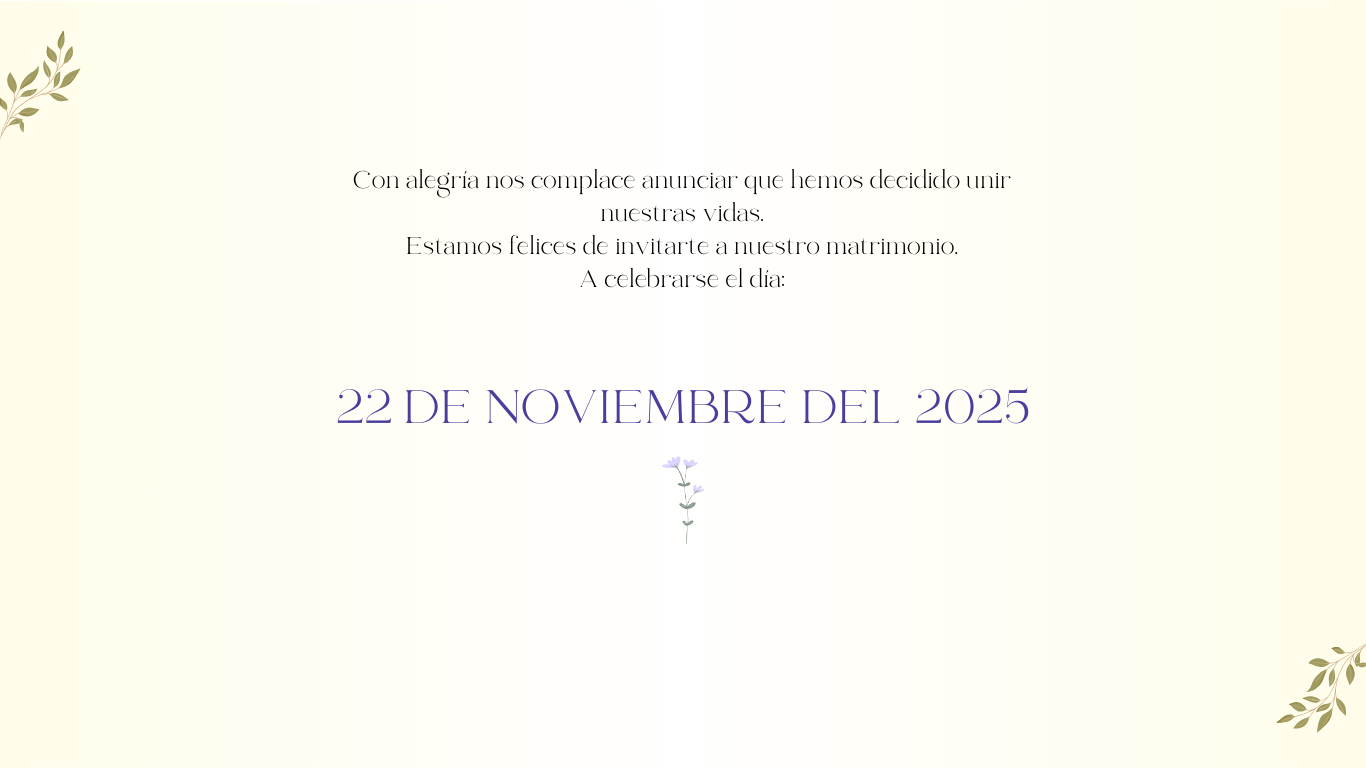 Con alegría nos complace anunciar que hemos decidido unir
nuestras vidas.
Estamos felices de invitarte a nuestro matrimonio.
A celebrarse el día:
22 DE NOVIEMBRE DEL 2025